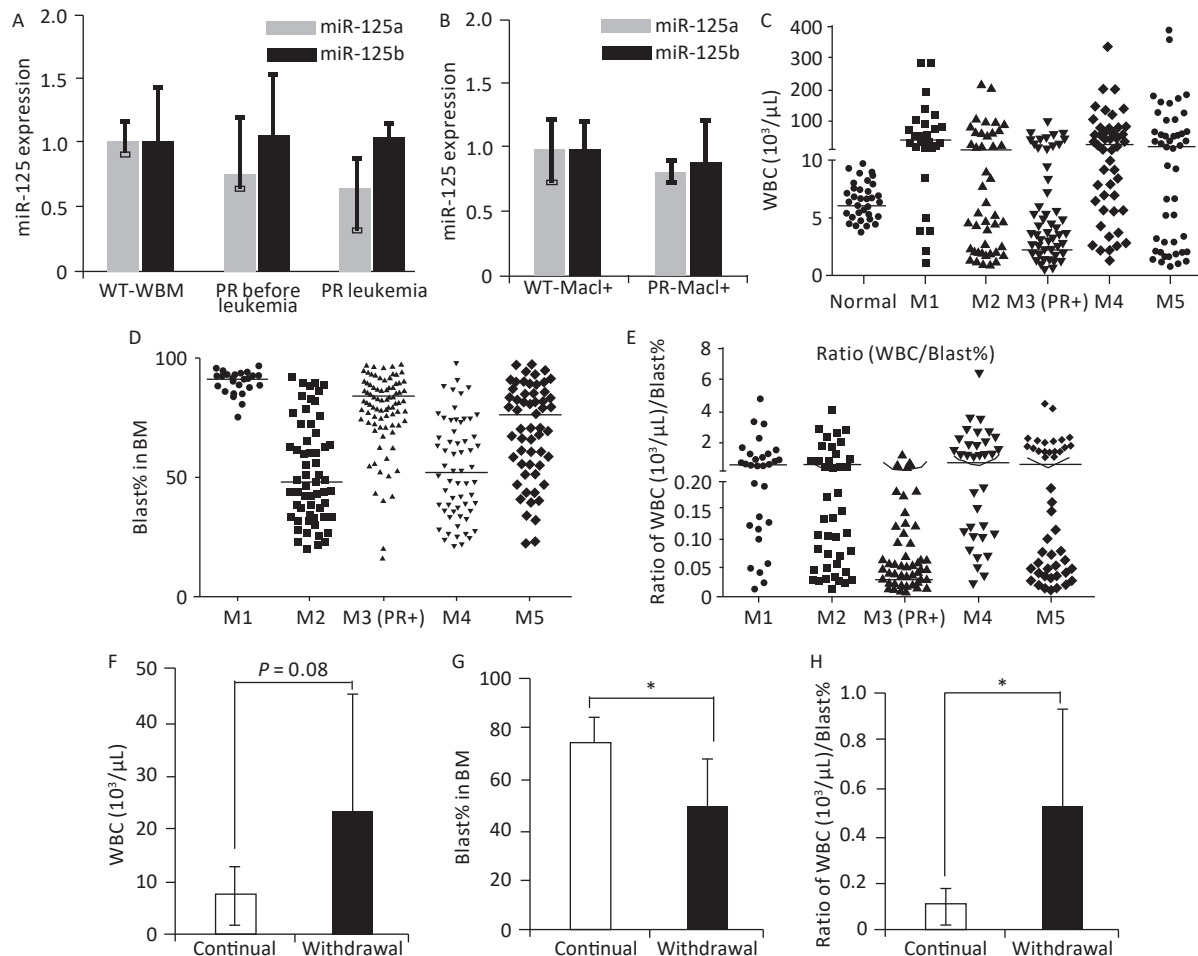 A
miR-125 expression
2.0
1.5
1.0
0.5
0
miR-125a
miR-125b
WT-WBM
PR before
leukemia
PR leukemia
B
miR-125 expression
2.0
1.5
1.0
0.5
0
miR-125a
miR-125b
WT-Macl+
PR-Macl+
C
WBC (10³/μL)
400
300
200
100
10
5
0
Normal
M1
M2
M3 (PR+)
M4
M5
D
Blast% in BM
100
50
0
M1
M2
M3 (PR+)
M4
M5
E
Ratio (WBC/Blast%)
Ratio of WBC (10³/μL)/Blast%
8
6
4
2
0.20
0.15
0.10
0.05
0
M1
M2
M3 (PR+)
M4
M5
F
WBC (10³/μL)
50
40
30
20
10
0
P = 0.08
Continual
Withdrawal
G
Blast% in BM
100
80
60
40
20
0
*
Continual
Withdrawal
H
Ratio of WBC (10³/μL)/Blast%
1.0
0.8
0.6
0.4
0.2
0
*
Continual
Withdrawal